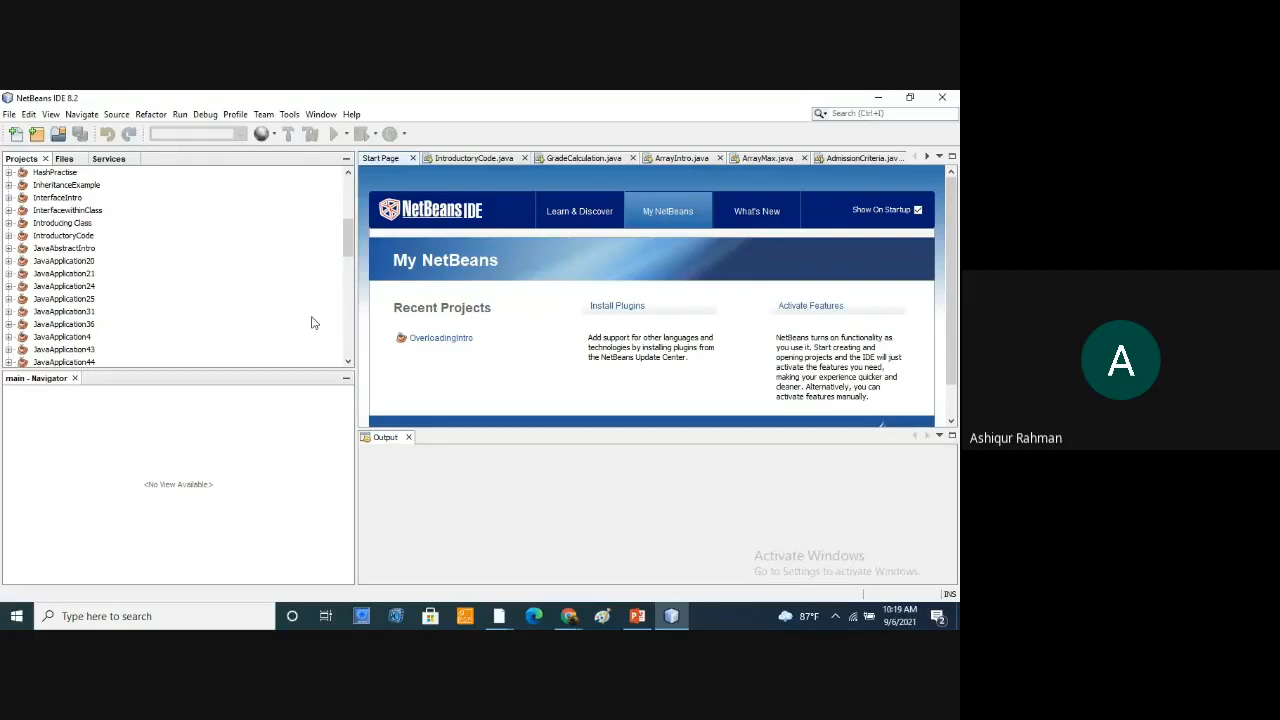 NetBeans IDE 8.2
File Edit View Navigate Source Refactor Run Debug Profile Team Tools Window Help
Search (Ctrl+I)
Projects Files Services
HashPractise
InheritanceExample
InterfaceIntro
InterfacewithinClass
Introducing Class
IntroductoryCode
JavaAbstractIntro
JavaApplication20
JavaApplication21
JavaApplication24
JavaApplication25
JavaApplication31
JavaApplication36
JavaApplication4
JavaApplication43
JavaApplication44
main - Navigator
<No View Available>
Start Page IntroductoryCode.java GradeCalculation.java ArrayIntro.java ArrayMax.java AdmissionCriteria.jav...
NetBeans IDE Learn & Discover My NetBeans What's New Show On Startup
My NetBeans
Recent Projects
OverloadingIntro
Install Plugins
Add support for other languages and
technologies by installing plugins from
the NetBeans Update Center.
Activate Features
NetBeans turns on functionality as
you use it. Start creating and
opening projects and the IDE will just
activate the features you need,
making your experience quicker and
cleaner. Alternatively, you can
activate features manually.
Output
Activate Windows
Go to Settings to activate Windows.
INS
Type here to search
87°F
10:19 AM
9/6/2021
2
A
Ashiqur Rahman